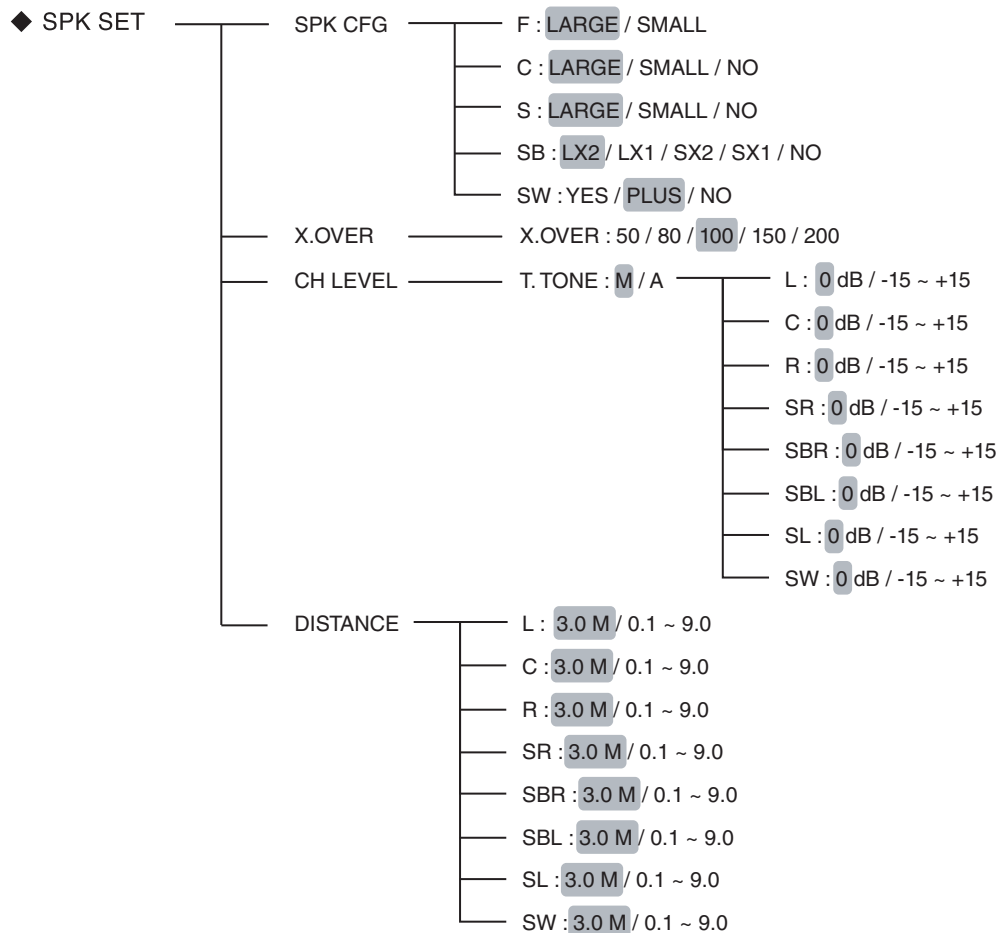 ◆ SPK SET
SPK CFG
F : LARGE / SMALL
C : LARGE / SMALL / NO
S : LARGE / SMALL / NO
SB : LX2 / LX1 / SX2 / SX1 / NO
SW : YES / PLUS / NO
X.OVER
X.OVER : 50 / 80 / 100 / 150 / 200
CH LEVEL
T. TONE : M / A
L : 0 dB / -15 ~ +15
C : 0 dB / -15 ~ +15
R : 0 dB / -15 ~ +15
SR : 0 dB / -15 ~ +15
SBR : 0 dB / -15 ~ +15
SBL : 0 dB / -15 ~ +15
SL : 0 dB / -15 ~ +15
SW : 0 dB / -15 ~ +15
DISTANCE
L : 3.0 M / 0.1 ~ 9.0
C : 3.0 M / 0.1 ~ 9.0
R : 3.0 M / 0.1 ~ 9.0
SR : 3.0 M / 0.1 ~ 9.0
SBR : 3.0 M / 0.1 ~ 9.0
SBL : 3.0 M / 0.1 ~ 9.0
SL : 3.0 M / 0.1 ~ 9.0
SW : 3.0 M / 0.1 ~ 9.0